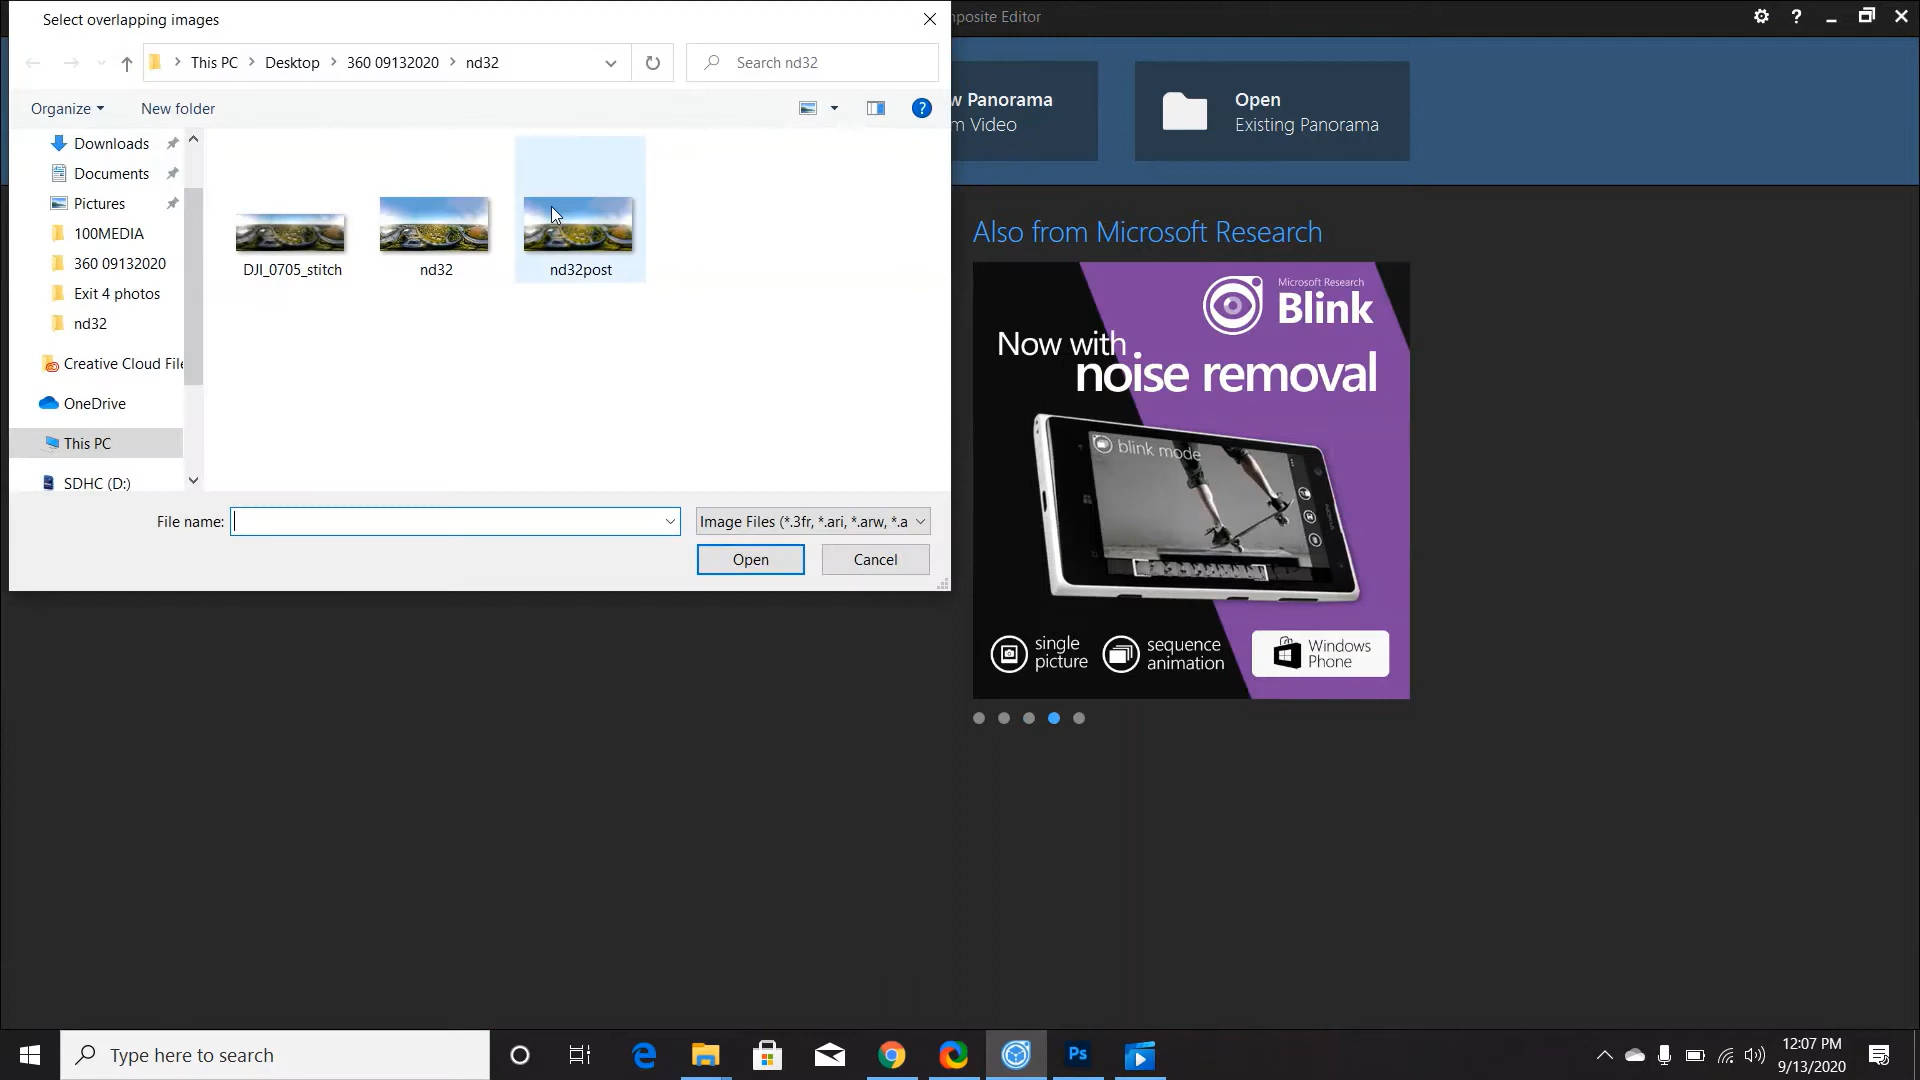 Select overlapping images
This PC
Desktop
360 09132020
nd32
Search nd32
Organize
New folder
?
Downloads
Documents
Pictures
100MEDIA
360 09132020
Exit 4 photos
nd32
Creative Cloud File
OneDrive
This PC
SDHC (D:)
DJI_0705_stitch
nd32
nd32post
File name:
Image Files (*.3fr, *.ari, *.arw, *.a
Open
Cancel
nposite Editor
?
w Panorama
m Video
Open
Existing Panorama
Also from Microsoft Research
Microsoft Research
Blink
Now with
noise removal
blink mode
single
picture
sequence
animation
Windows
Phone
Type here to search
Ps
12:07 PM
9/13/2020